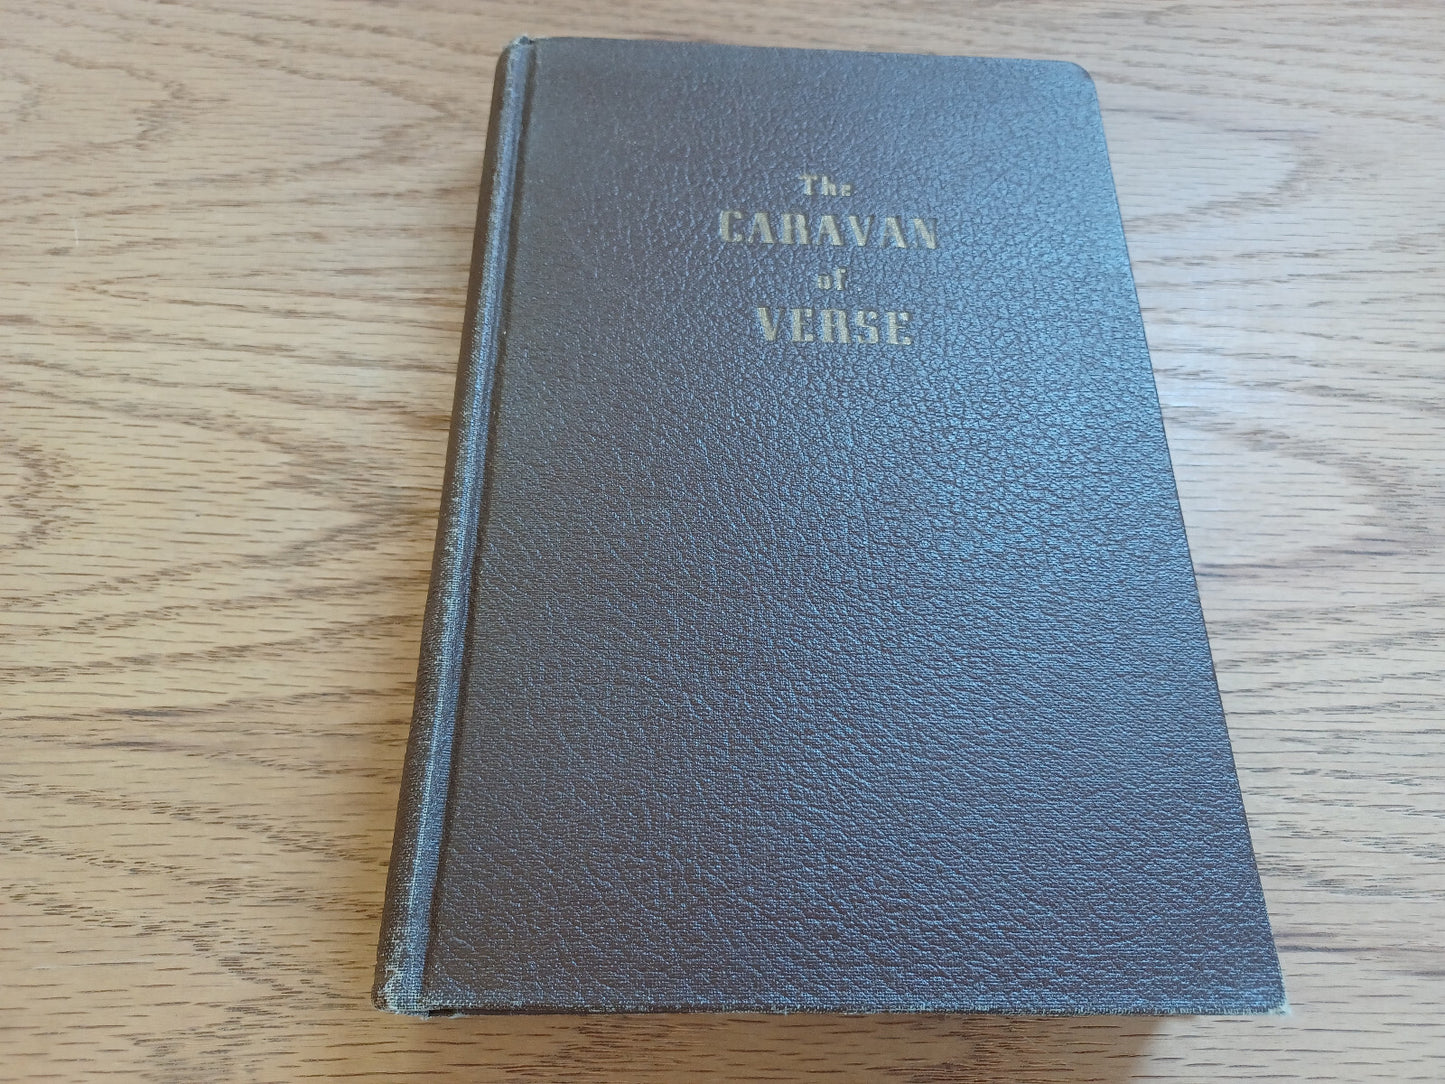 The
CARAVAN
of
VERSE